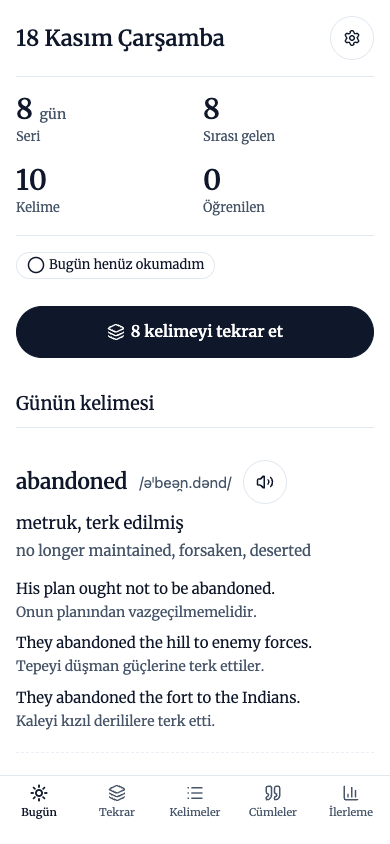 18 Kasım Çarşamba
8 gün
Seri
8
Sırası gelen
10
Kelime
0
Öğrenilen
Bugün henüz okumadım
8 kelimeyi tekrar et
Günün kelimesi
abandoned /əˈbeən̪.dənd/
metruk, terk edilmiş
no longer maintained, forsaken, deserted
His plan ought not to be abandoned.
Onun planından vazgeçilmemelidir.
They abandoned the hill to enemy forces.
Tepeyi düşman güçlerine terk ettiler.
They abandoned the fort to the Indians.
Kaleyi kızıl derililere terk etti.
Bugün
Tekrar
Kelimeler
Cümleler
İlerleme